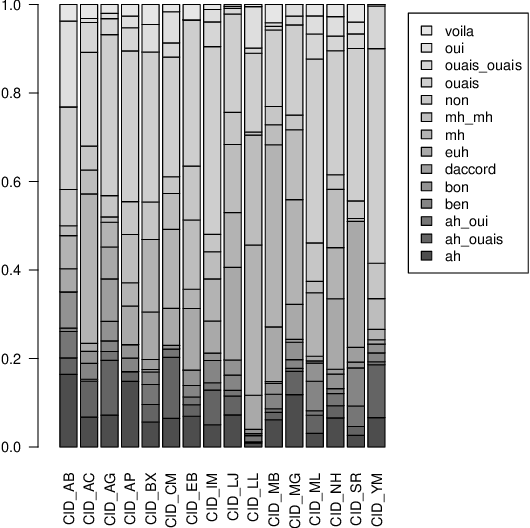 1.0
0.8
0.6
0.4
0.2
0.0
CID_AB
CID_AC
CID_AG
CID_AP
CID_BX
CID_CM
CID_EB
CID_IM
CID_LJ
CID_LL
CID_MB
CID_MG
CID_ML
CID_NH
CID_SR
CID_YM
voila
oui
ouais_ouais
ouais
non
mh_mh
mh
euh
daccord
bon
ben
ah_oui
ah_ouais
ah